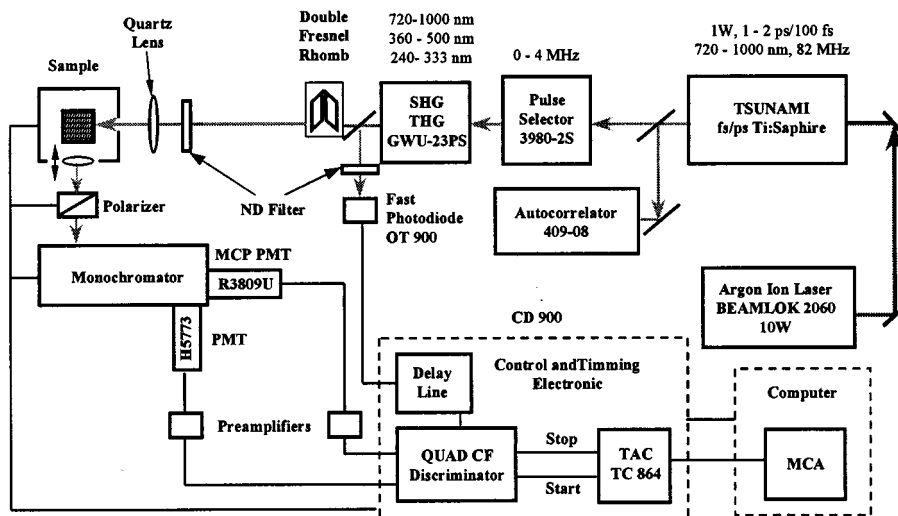 Quartz
Lens
Sample
Double
Fresnel
Rhomb
720-1000 nm
360 - 500 nm
240- 333 nm
0 - 4 MHz
1W, 1 - 2 ps/100 fs
720 - 1000 nm, 82 MHz
SHG
THG
GWU-23PS
Pulse
Selector
3980-2S
TSUNAMI
fs/ps Ti:Saphire
ND Filter
Polarizer
Fast
Photodiode
OT 900
Autocorrelator
409-08
Monochromator
MCP PMT
R3809U
H5773
PMT
Argon Ion Laser
BEAMLOK 2060
10W
CD 900
Delay
Line
Control andTimming
Electronic
Computer
Preamplifiers
QUAD CF
Discriminator
Stop
Start
TAC
TC 864
MCA